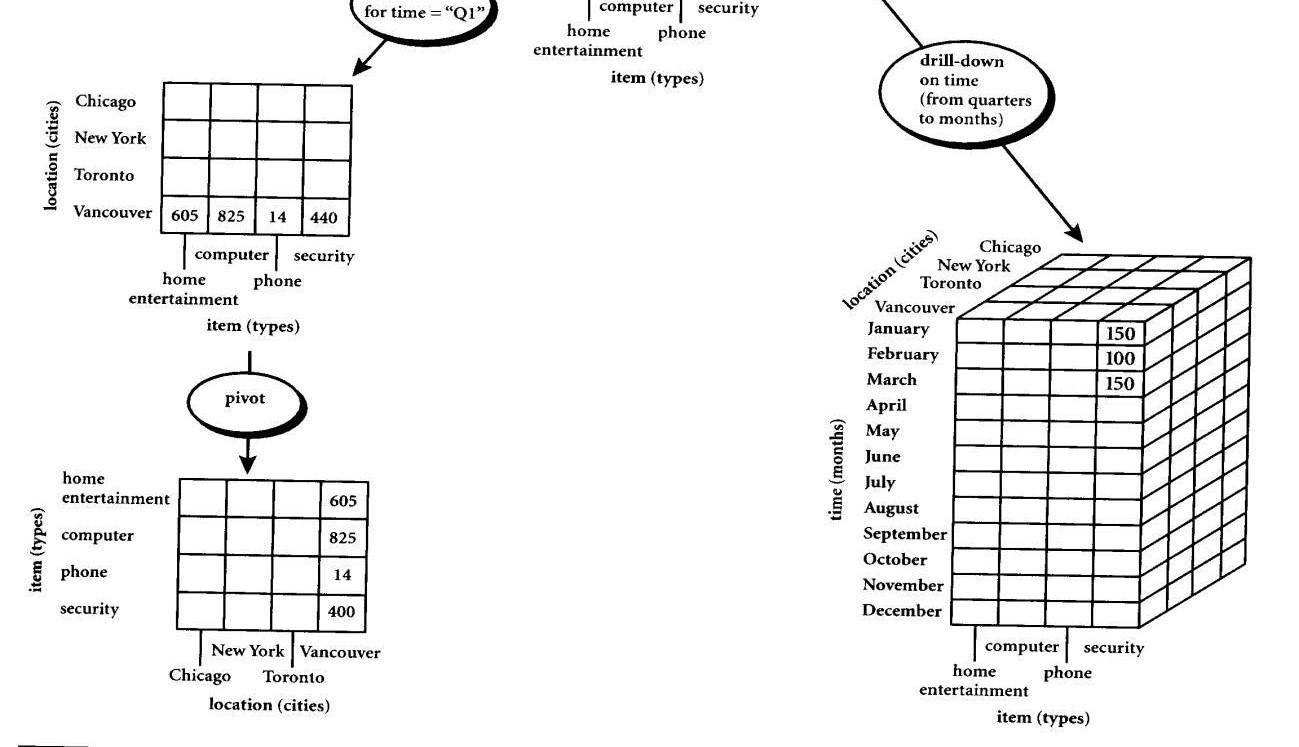 for time = “Q1”
computer security
home phone
entertainment
item (types)
drill-down
on time
(from quarters
to months)
location (cities)
Chicago
New York
Toronto
Vancouver 605 825 14 440
computer security
home phone
entertainment
item (types)
pivot
item (types)
home
entertainment 605
computer 825
phone 14
security 400
New York Vancouver
Chicago Toronto
location (cities)
location (cities)
Chicago
New York
Toronto
Vancouver
time (months)
January 150
February 100
March 150
April
May
June
July
August
September
October
November
December
computer security
home phone
entertainment
item (types)